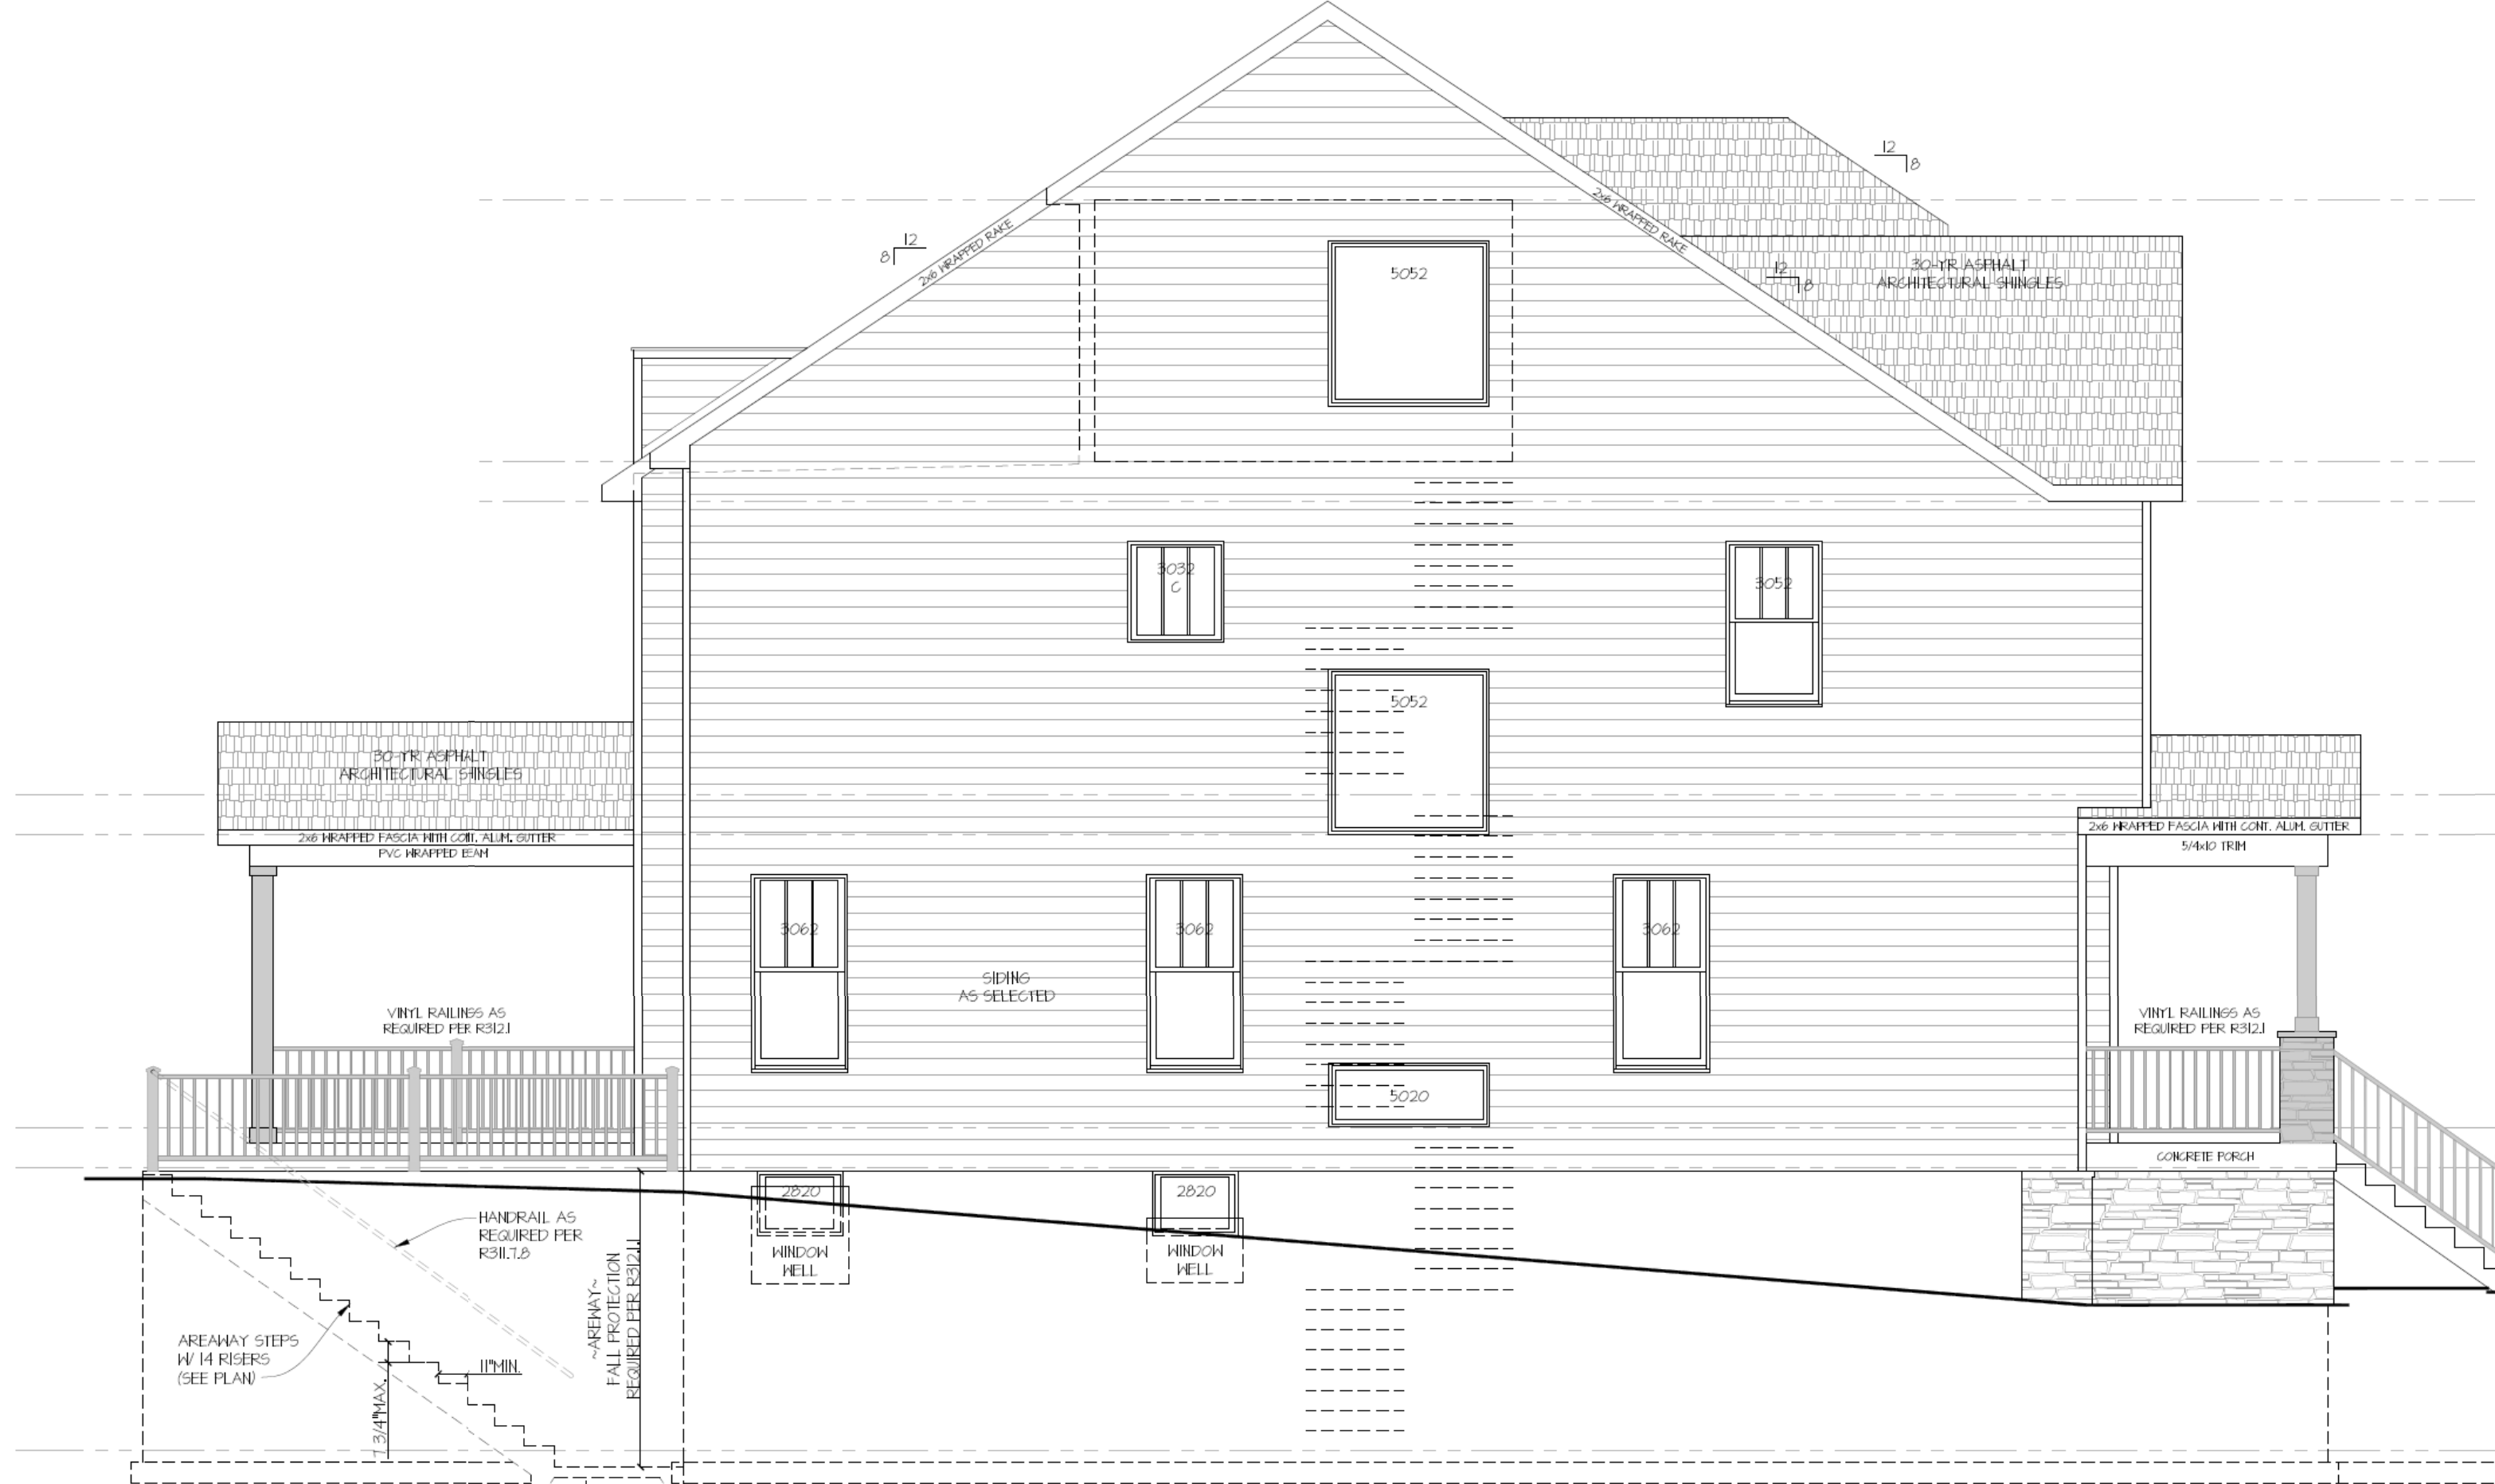 12
8
2x6 WRAPPED RAKE
12
8
2x6 WRAPPED RAKE
12
8
30-YR ASPHALT
ARCHITECTURAL SHINGLES
5052
3032
C
3052
5052
30-YR ASPHALT
ARCHITECTURAL SHINGLES
2x6 WRAPPED FASCIA WITH CONT. ALUM. GUTTER
PVC WRAPPED BEAM
2x6 WRAPPED FASCIA WITH CONT. ALUM. GUTTER
5/4x10 TRIM
3062
3062
3062
SIDING
AS SELECTED
VINYL RAILINGS AS
REQUIRED PER R312.1
VINYL RAILINGS AS
REQUIRED PER R312.1
5020
CONCRETE PORCH
2820
2820
WINDOW
WELL
WINDOW
WELL
HANDRAIL AS
REQUIRED PER
R311.7.8
~AREWAY~
FALL PROTECTION
REQUIRED PER R312.1.1
AREAWAY STEPS
W/ 14 RISERS
(SEE PLAN)
11"MIN.
7 3/4"MAX.